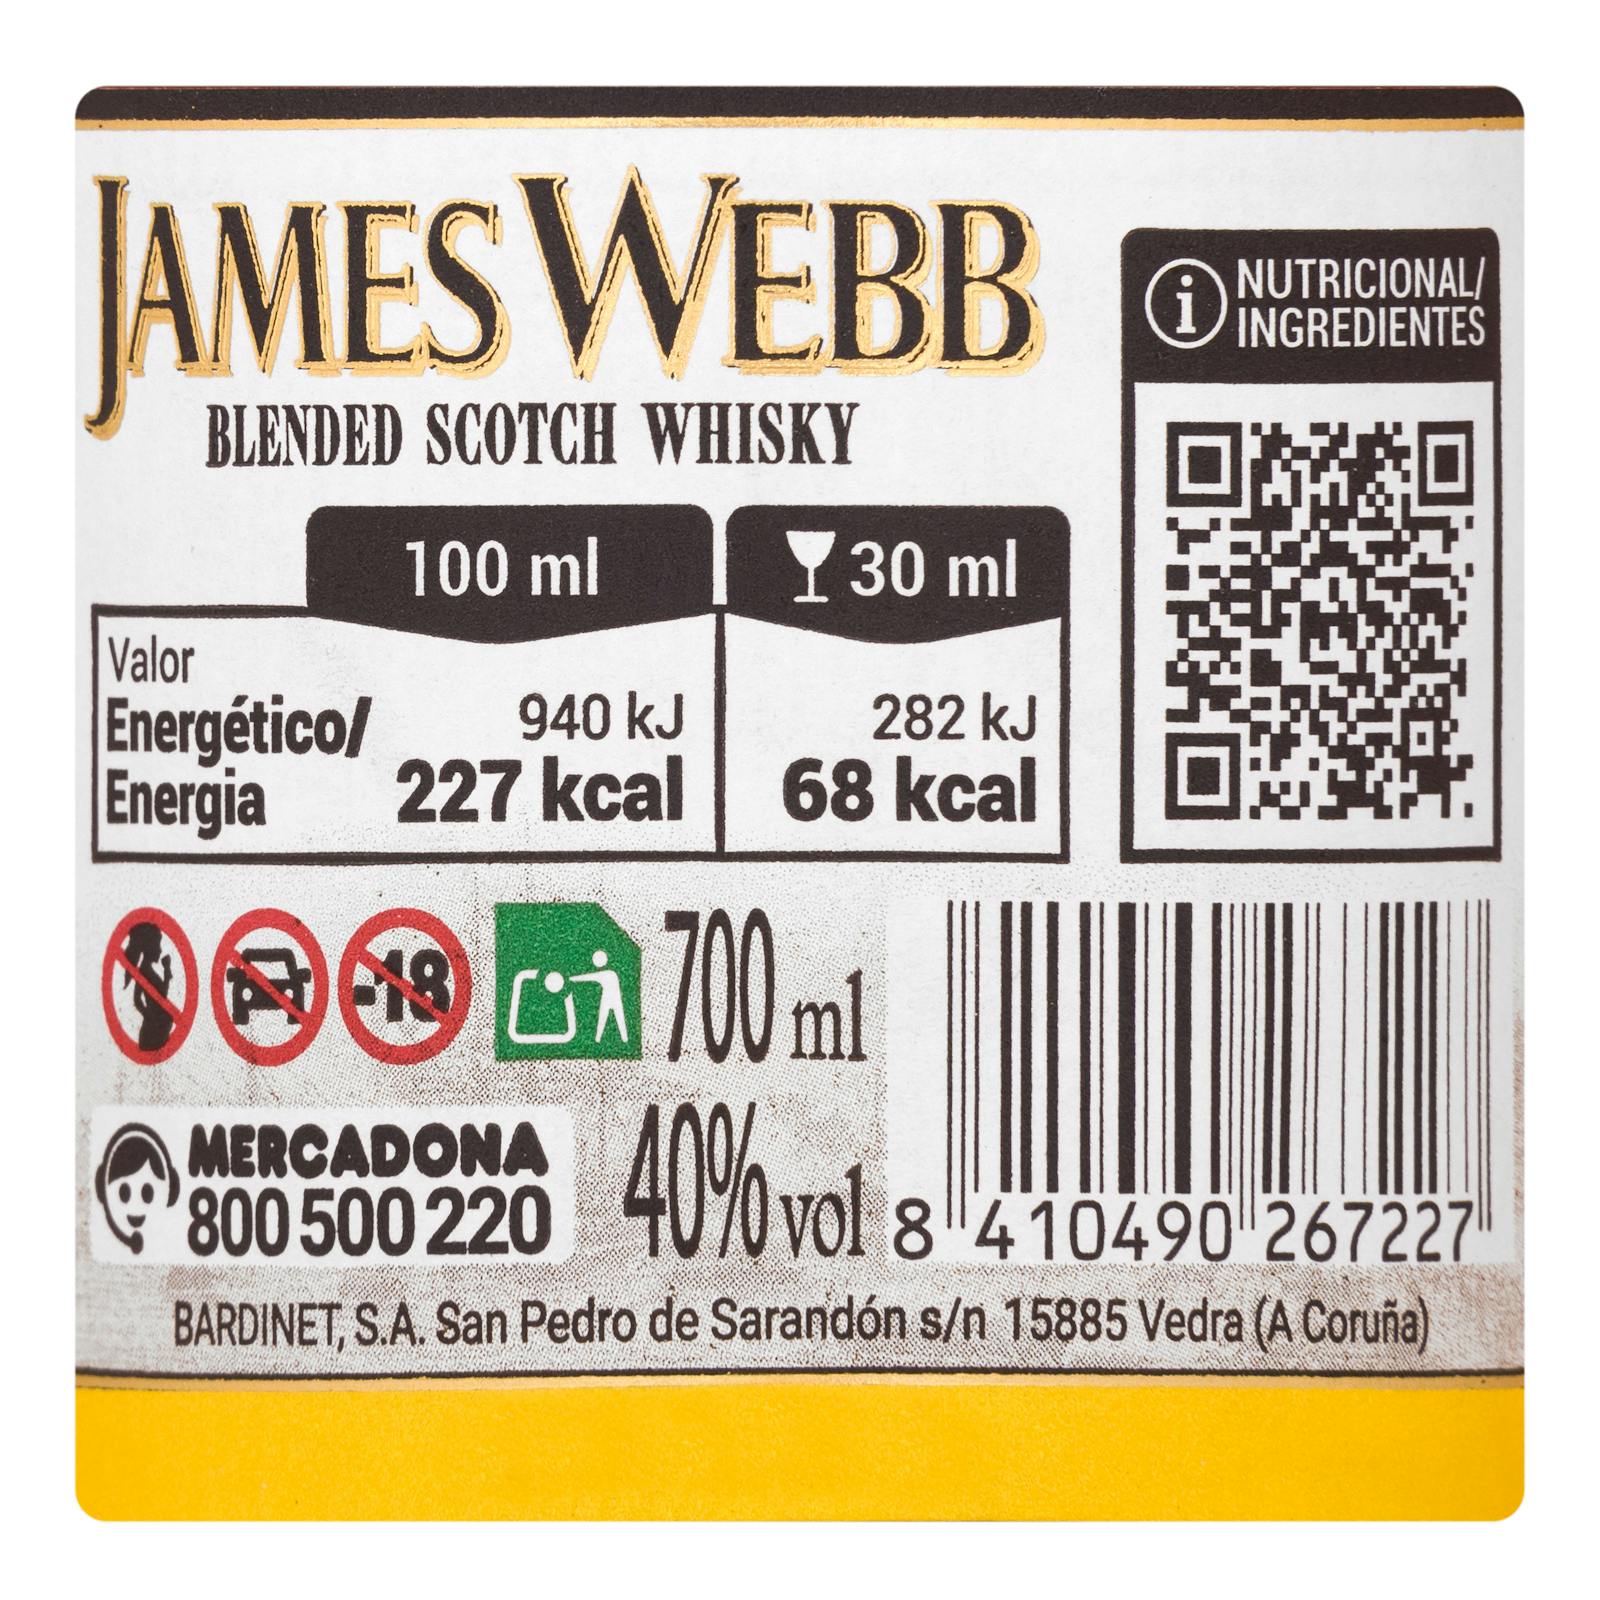 JAMES WEBB
BLENDED SCOTCH WHISKY
NUTRICIONAL/
INGREDIENTES
100 ml
30 ml
Valor
Energético/
Energia
940 kJ
227 kcal
282 kJ
68 kcal
-18
700 ml
MERCADONA
800 500 220
40% vol
8 410490 267227
BARDINET, S.A. San Pedro de Sarandón s/n 15885 Vedra (A Coruña)